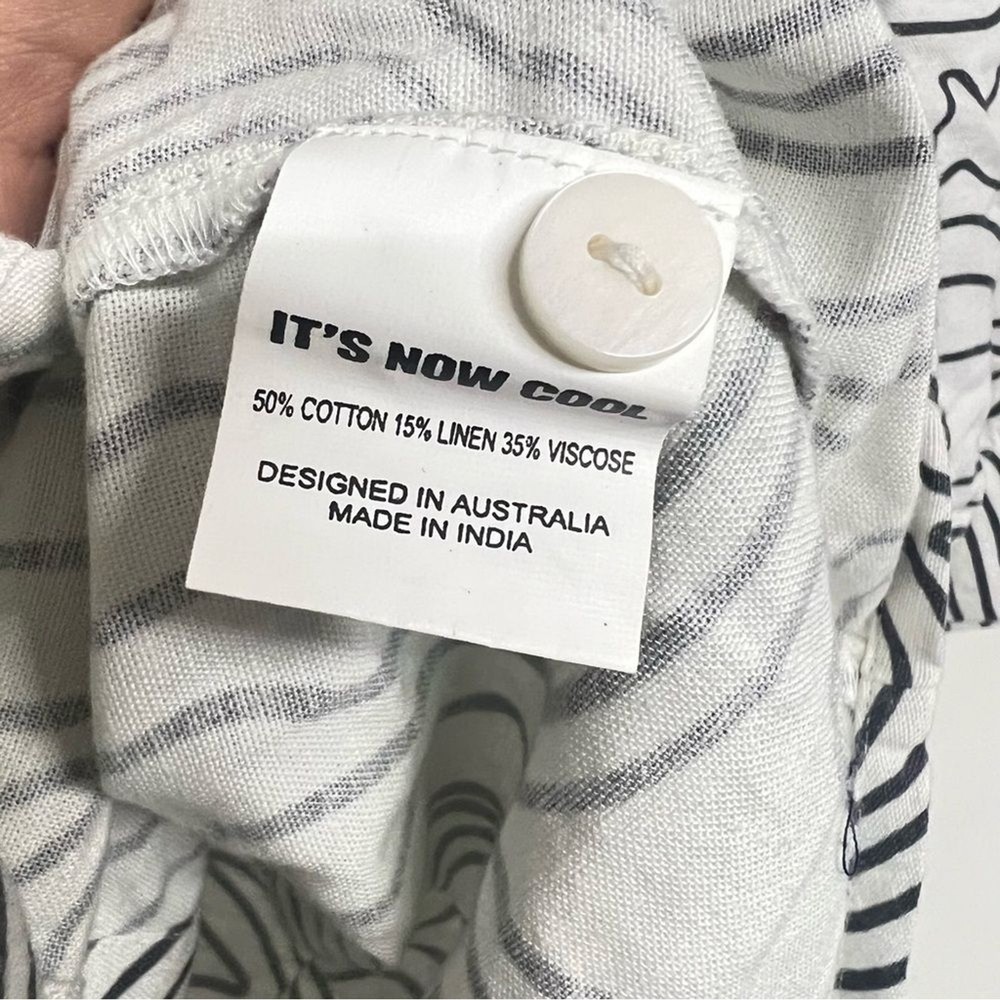 IT'S NOW COOL
50% COTTON 15% LINEN 35% VISCOSE
DESIGNED IN AUSTRALIA
MADE IN INDIA